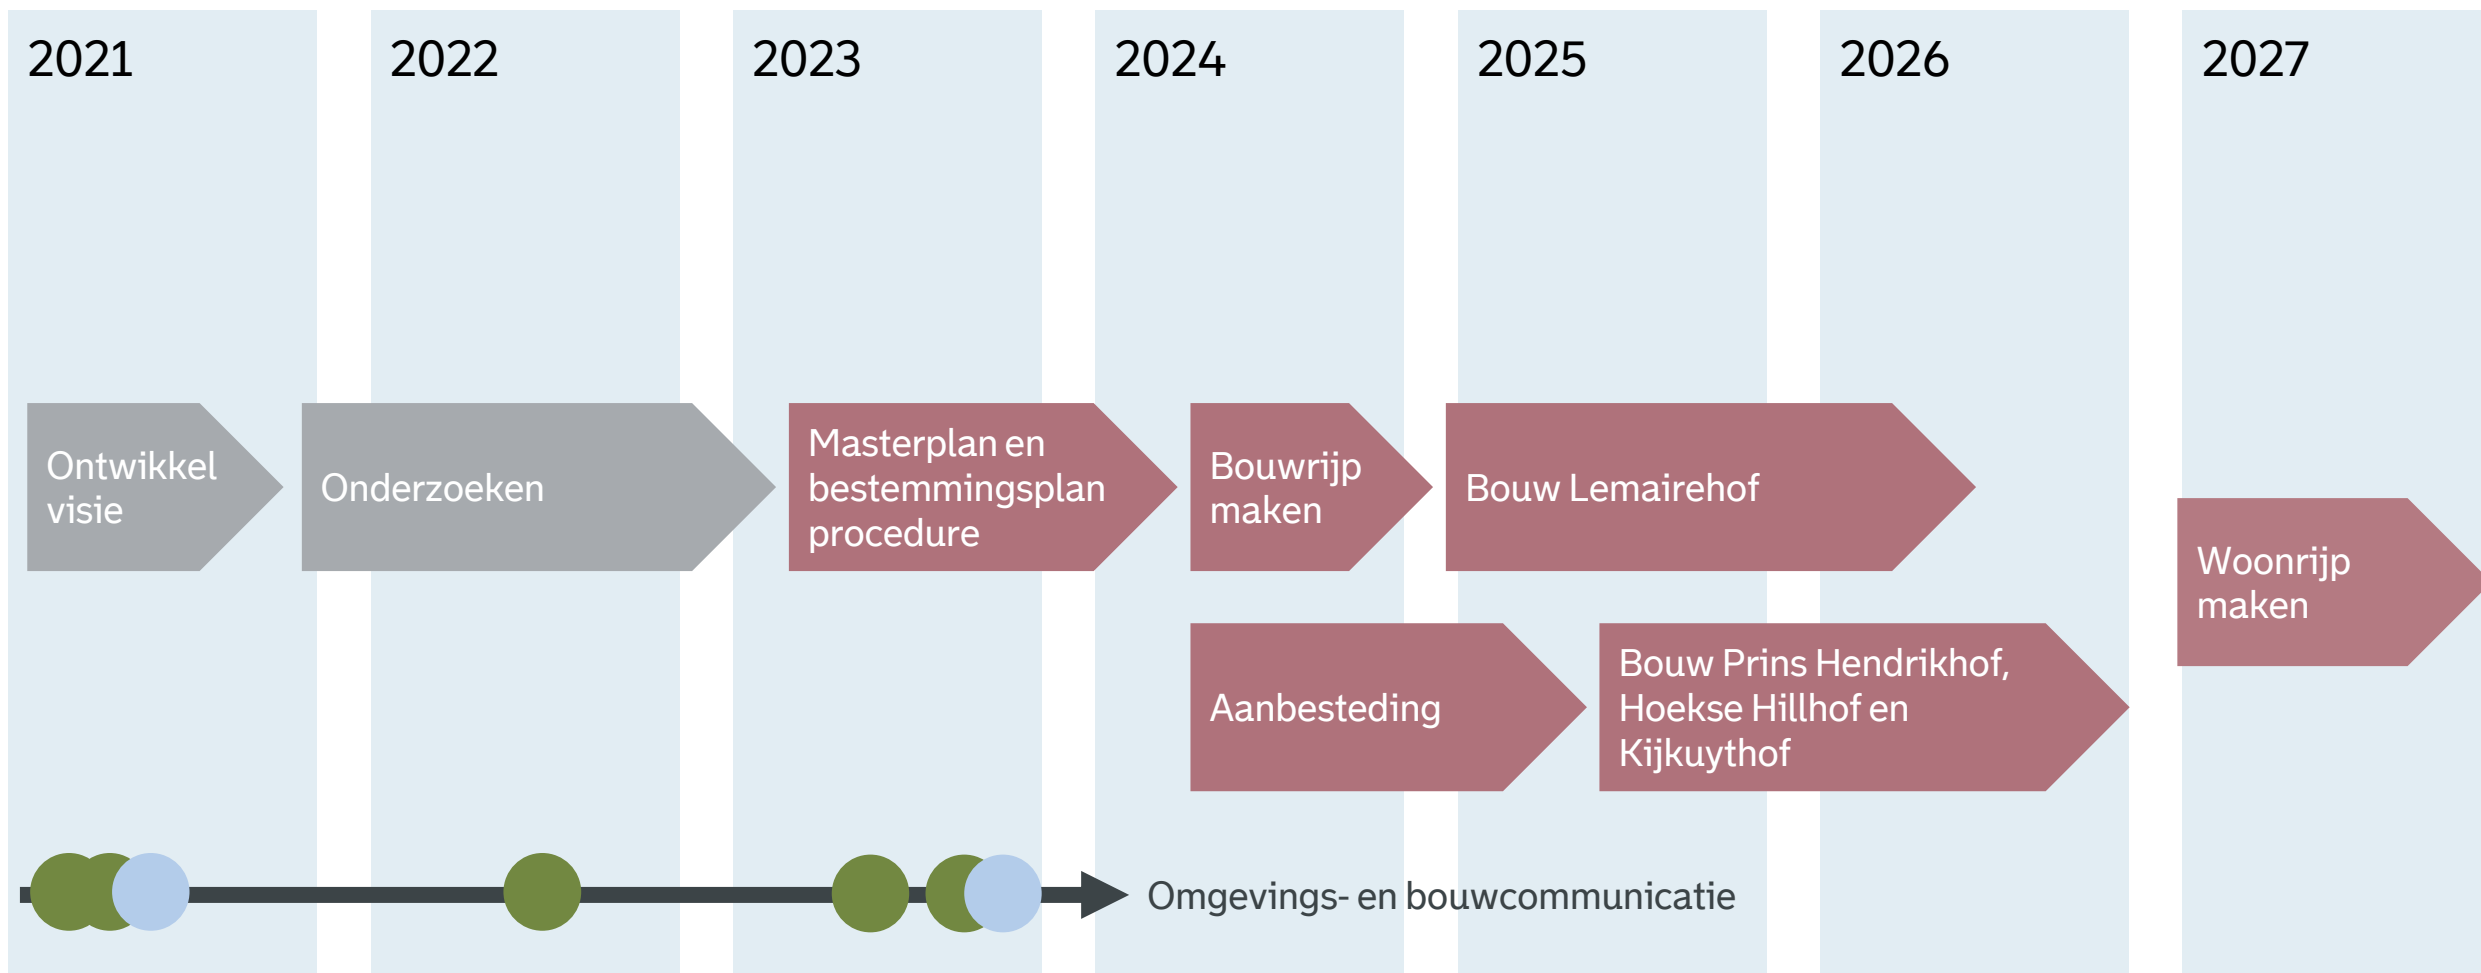 2021
2022
2023
2024
2025
2026
2027
Ontwikkel
visie
Onderzoeken
Masterplan en
bestemmingsplan
procedure
Bouwrijp
maken
Bouw Lemairehof
Woonrijp
maken
Aanbesteding
Bouw Prins Hendrikhof,
Hoekse Hillhof en
Kijkuythof
Omgevings- en bouwcommunicatie